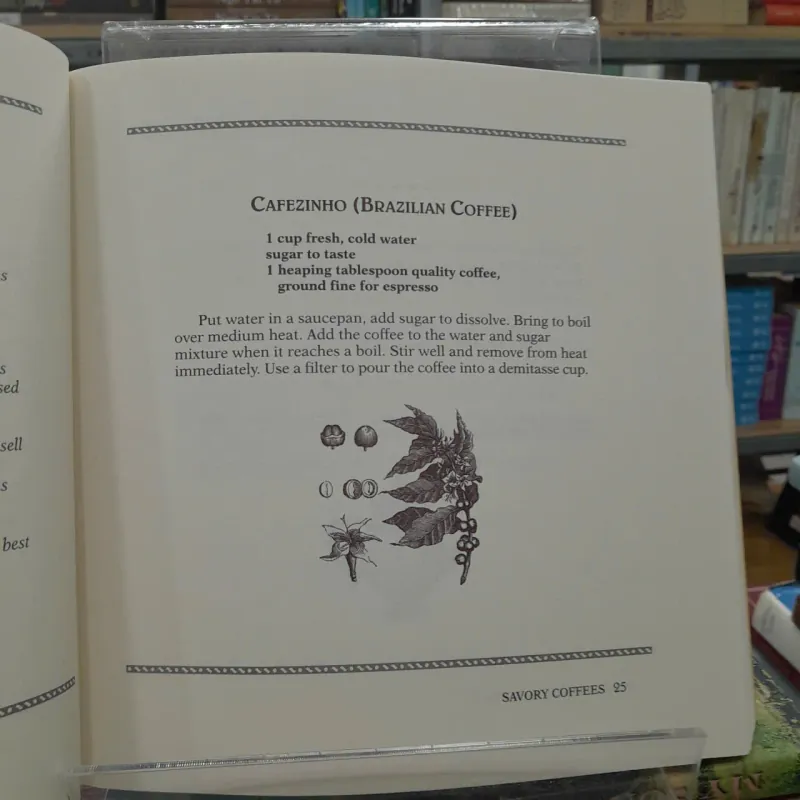 s
s
sed
sell
s
best
CAFEZINHO (BRAZILIAN COFFEE)
1 cup fresh, cold water
sugar to taste
1 heaping tablespoon quality coffee,
ground fine for espresso
Put water in a saucepan, add sugar to dissolve. Bring to boil
over medium heat. Add the coffee to the water and sugar
mixture when it reaches a boil. Stir well and remove from heat
immediately. Use a filter to pour the coffee into a demitasse cup.
SAVORY COFFEES 25